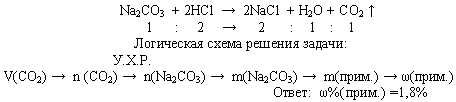 Na₂CO₃ + 2HCl → 2NaCl + H₂O + CO₂ ↑
1 : 2 → 2 : 1 : 1
Логическая схема решения задачи:
У.Х.Р.
V(CO₂) → n (CO₂) → n(Na₂CO₃) → m(Na₂CO₃) → m(прим.) → ω(прим.)
Ответ: ω%(прим.) =1,8%